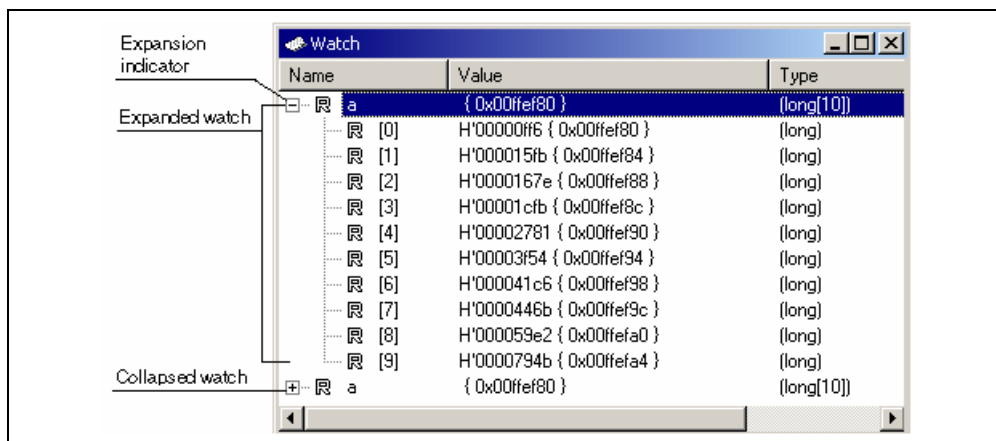 Expansion
indicator
Expanded watch
Collapsed watch
Watch
Name Value Type
R a { 0x00ffef80 } (long[10])
R [0] H'00000ff6 { 0x00ffef80 } (long)
R [1] H'000015fb { 0x00ffef84 } (long)
R [2] H'0000167e { 0x00ffef88 } (long)
R [3] H'00001cfb { 0x00ffef8c } (long)
R [4] H'00002781 { 0x00ffef90 } (long)
R [5] H'00003f54 { 0x00ffef94 } (long)
R [6] H'000041c6 { 0x00ffef98 } (long)
R [7] H'0000446b { 0x00ffef9c } (long)
R [8] H'000059e2 { 0x00ffefa0 } (long)
R [9] H'0000794b { 0x00ffefa4 } (long)
R a { 0x00ffef80 } (long[10])